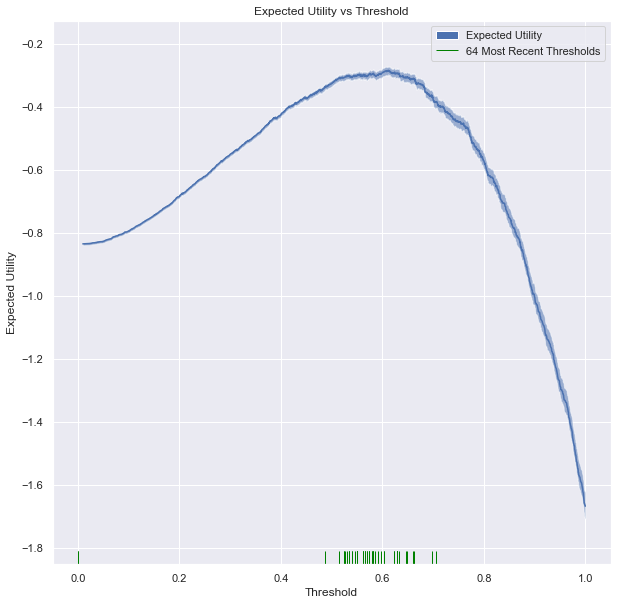 Expected Utility vs Threshold
Expected Utility
64 Most Recent Thresholds
−0.2
−0.4
−0.6
−0.8
−1.0
−1.2
−1.4
−1.6
−1.8
Expected Utility
0.0 0.2 0.4 0.6 0.8 1.0
Threshold